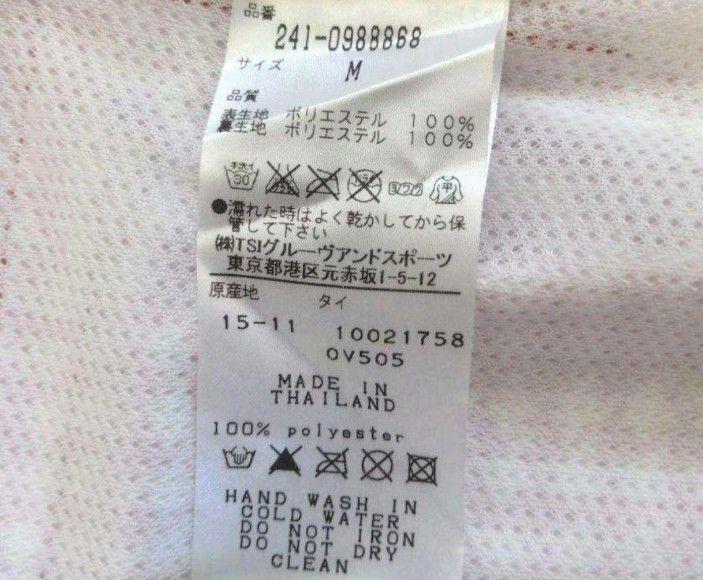 品番
241-0988868
サイズ M
品質
表生地 ポリエステル 100%
裏生地 ポリエステル 100%
●濡れた時はよく乾かしてから保
管して下さい
㈱TSIグルーヴアンドスポーツ
東京都港区元赤坂1-5-12
原産地 タイ
15-11 10021758
OV505
MADE IN
THAILAND
100% polyester
HAND WASH IN
COLD WATER
DO NOT IRON
DO NOT DRY
CLEAN